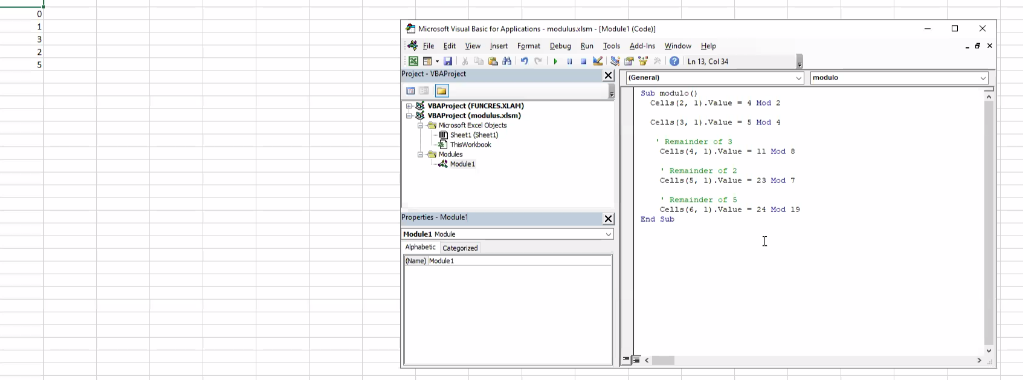 0
1
3
2
5
Microsoft Visual Basic for Applications - modulus.xlsm - [Module1 (Code)]
File Edit View Insert Format Debug Run Tools Add-Ins Window Help
Ln 13, Col 34
Project - VBAProject
VBAProject (FUNCRES.XLAM)
VBAProject (modulus.xlsm)
Microsoft Excel Objects
Sheet1 (Sheet1)
ThisWorkbook
Modules
Module1
Properties - Module1
Module1 Module
Alphabetic Categorized
(Name) Module1
(General) modulo
Sub modulo()
Cells(2, 1).Value = 4 Mod 2
Cells(3, 1).Value = 5 Mod 4
' Remainder of 3
Cells(4, 1).Value = 11 Mod 8
' Remainder of 2
Cells(5, 1).Value = 23 Mod 7
' Remainder of 5
Cells(6, 1).Value = 24 Mod 19
End Sub